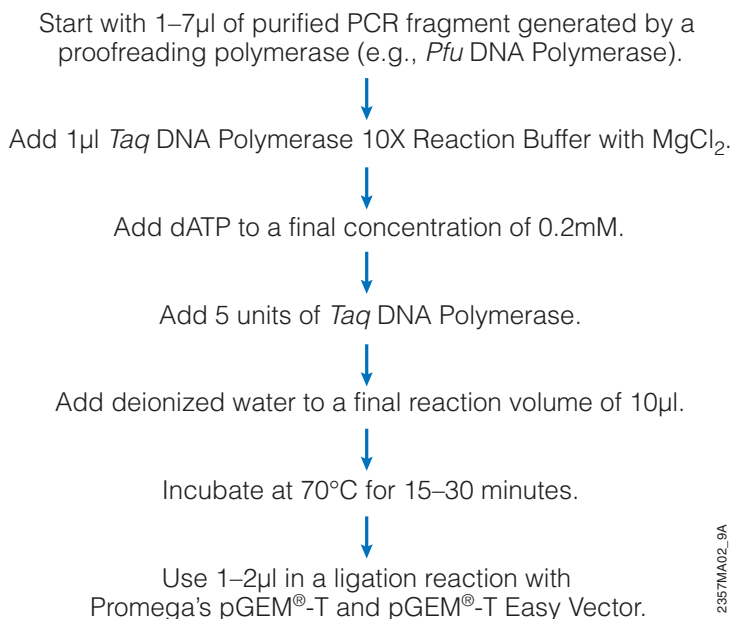 Start with 1–7µl of purified PCR fragment generated by a
proofreading polymerase (e.g., Pfu DNA Polymerase).
Add 1µl Taq DNA Polymerase 10X Reaction Buffer with MgCl₂.
Add dATP to a final concentration of 0.2mM.
Add 5 units of Taq DNA Polymerase.
Add deionized water to a final reaction volume of 10µl.
Incubate at 70°C for 15–30 minutes.
Use 1–2µl in a ligation reaction with
Promega's pGEM®-T and pGEM®-T Easy Vector.
2357MA02_9A